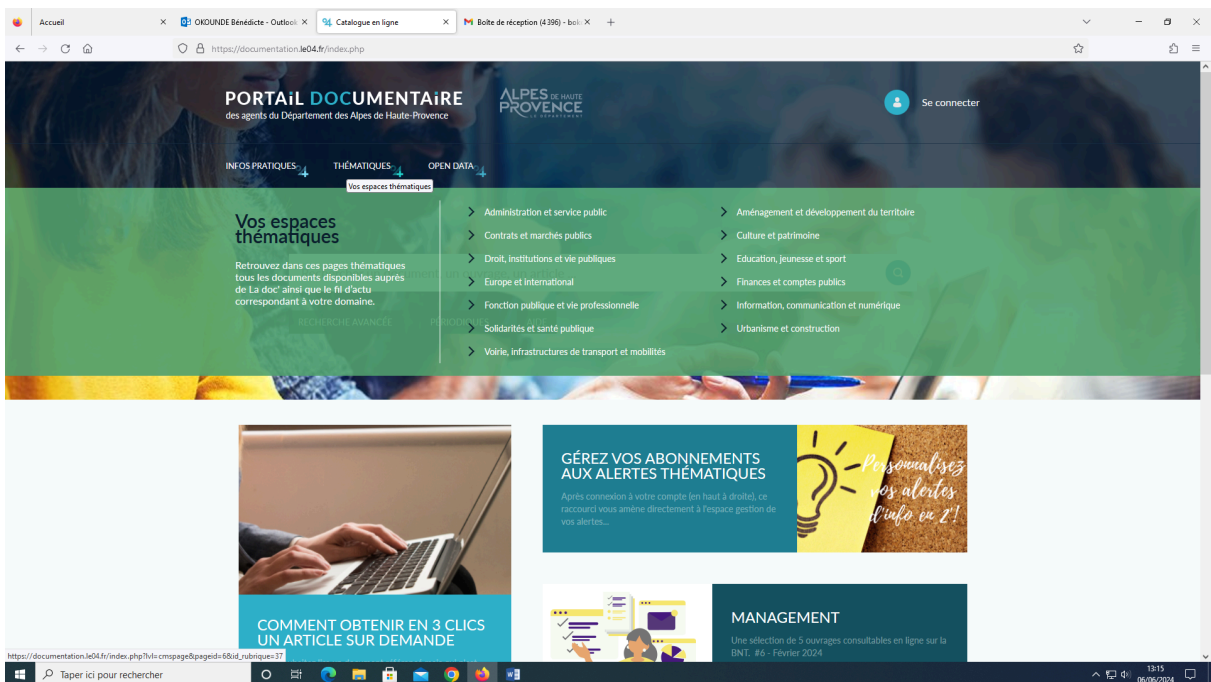 Accueil
OKOUNDE Bénédicte - Outlook
Catalogue en ligne
Boîte de réception (4 396) - bok
https://documentation.le04.fr/index.php
PORTAiL DOCUMENTAiRE
des agents du Département des Alpes de Haute-Provence
ALPES DE HAUTE
PROVENCE
LE DÉPARTEMENT
Se connecter
INFOS PRATIQUES
THÉMATIQUES
OPEN DATA
Vos espaces thématiques
Vos espaces
thématiques
Retrouvez dans ces pages thématiques
tous les documents disponibles auprès
de La doc' ainsi que le fil d'actu
correspondant à votre domaine.
Administration et service public
Contrats et marchés publics
Droit, institutions et vie publiques
Europe et international
Fonction publique et vie professionnelle
Solidarités et santé publique
Voirie, infrastructures de transport et mobilités
Aménagement et développement du territoire
Culture et patrimoine
Education, jeunesse et sport
Finances et comptes publics
Information, communication et numérique
Urbanisme et construction
un ouvrage, un article
RECHERCHE AVANCÉE
PÉRIODIQUES
AIDE
GÉREZ VOS ABONNEMENTS
AUX ALERTES THÉMATIQUES
Après connexion à votre compte (en haut à droite), ce
raccourci vous amène directement à l'espace gestion de
vos alertes...
Personnalisez
vos alertes
d'info en 2'!
COMMENT OBTENIR EN 3 CLICS
UN ARTICLE SUR DEMANDE
MANAGEMENT
Une sélection de 5 ouvrages consultables en ligne sur la
BNT. #6 - Février 2024
https://documentation.le04.fr/index.php?lvl=cmspage&pageid=6&id_rubrique=37
Taper ici pour rechercher
13:15
06/06/2024